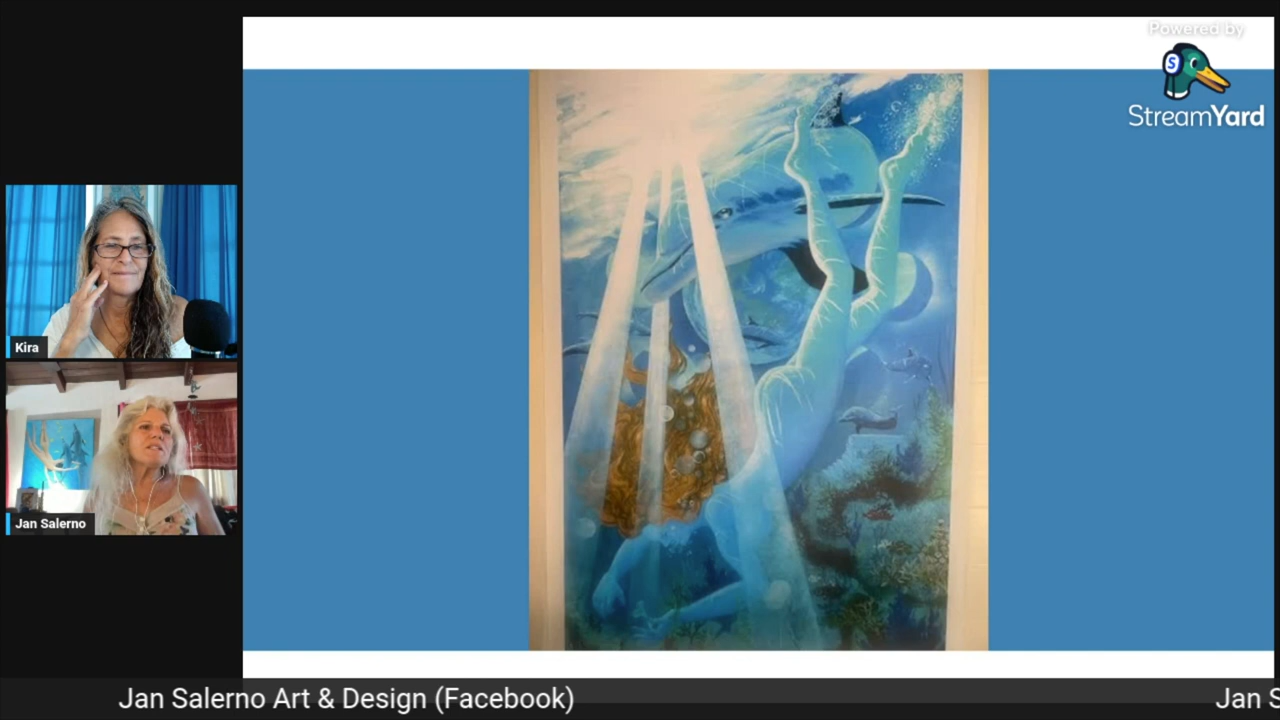 Powered by
S
StreamYard
Kira
Jan Salerno
Jan Salerno Art & Design (Facebook)
Jan S